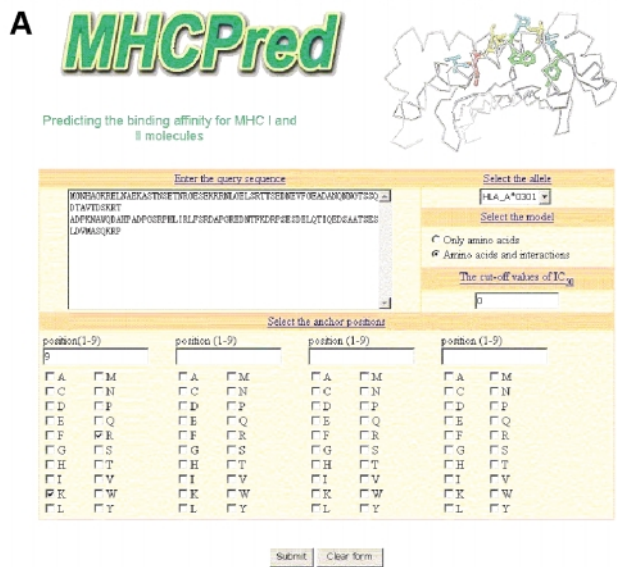 A
MHCPred
Predicting the binding affinity for MHC I and
II molecules
Enter the query sequence
Select the allele
HLA_A*0301
DTAVTDSKRT
LDVMASQKRP
Select the model
Only amino acids
Amino acids and interactions
The cut-off values of IC50
0
Select the anchor positions
position(1-9) position (1-9) position (1-9) position (1-9)
9
A M A M A M A M
C N C N C N C N
D P D P D P D P
E Q E Q E Q E Q
F R F R F R F R
G S G S G S G S
H T H T H T H T
I V I V I V I V
K W K W K W K W
L Y L Y L Y L Y
Submit Clear form